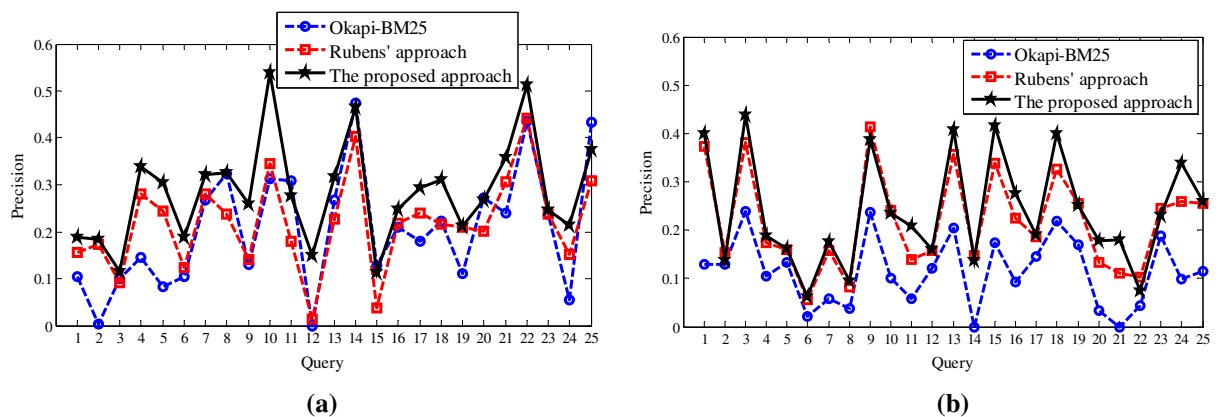 Okapi-BM25
Rubens' approach
The proposed approach
0.6
0.5
0.4
0.3
0.2
0.1
0
Precision
1 2 3 4 5 6 7 8 9 10 11 12 13 14 15 16 17 18 19 20 21 22 23 24 25
Query
(a)
Okapi-BM25
Rubens' approach
The proposed approach
0.6
0.5
0.4
0.3
0.2
0.1
0
Precision
1 2 3 4 5 6 7 8 9 10 11 12 13 14 15 16 17 18 19 20 21 22 23 24 25
Query
(b)